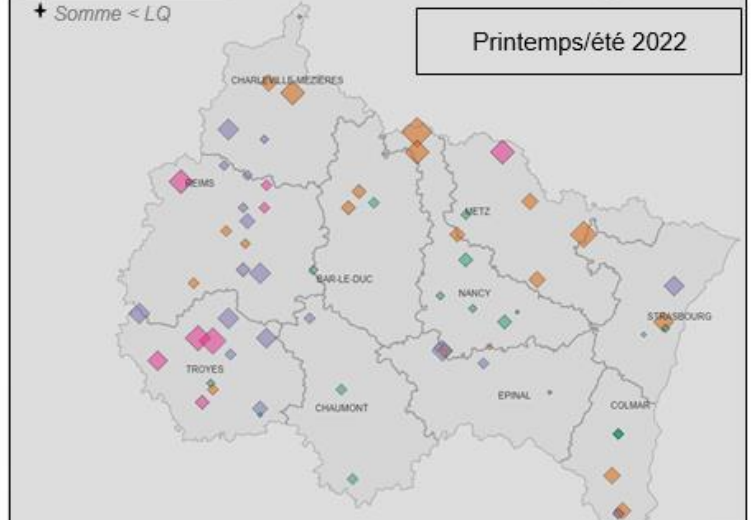 Somme < LQ
Printemps/été 2022
CHARLEVILLE-MEZIERES
REIMS
METZ
BAR-LE-DUC
NANCY
STRASBOURG
TROYES
EPINAL
CHAUMONT
COLMAR